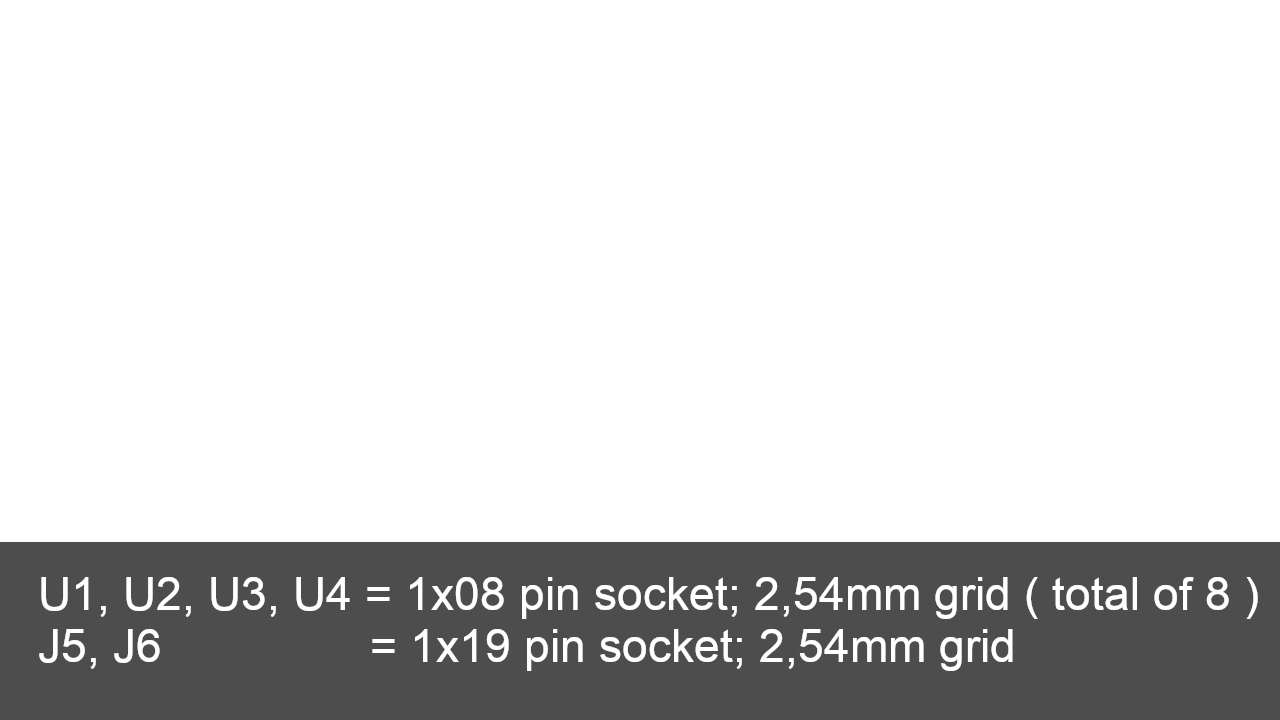 U1, U2, U3, U4 = 1x08 pin socket; 2,54mm grid ( total of 8 )
J5, J6 = 1x19 pin socket; 2,54mm grid